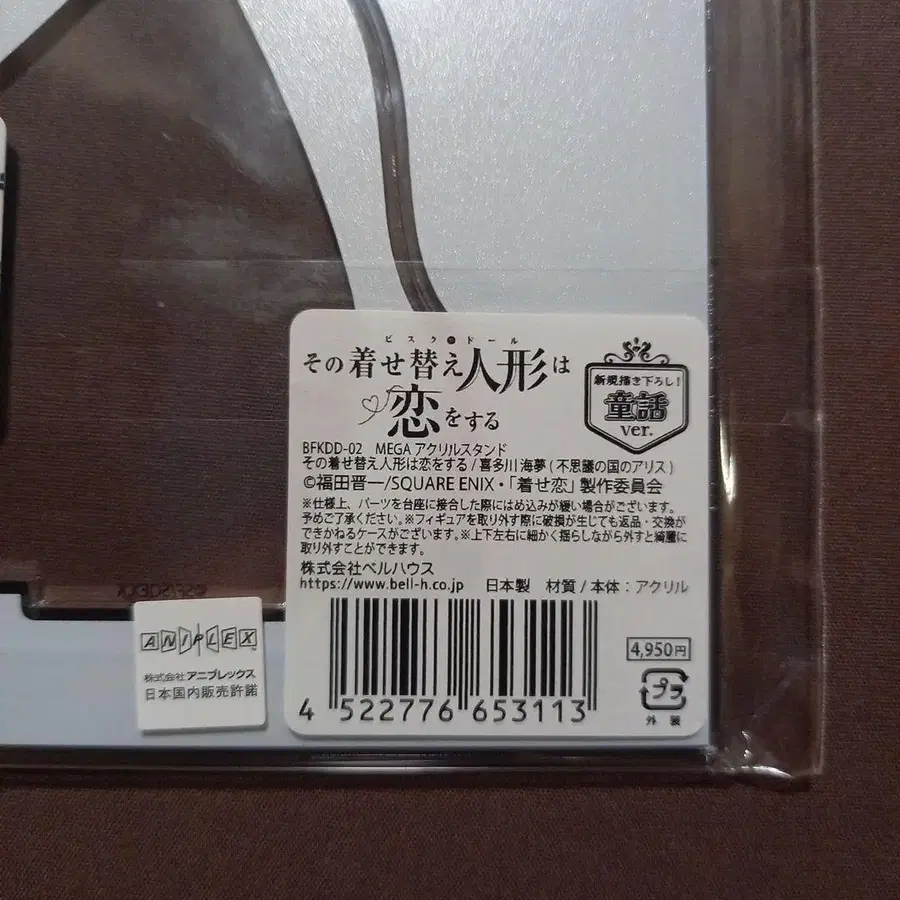 ビスク・ドール
その着せ替え人形は
恋をする
新規描き下ろし!
童話
ver.
BFKDD-02 MEGA アクリルスタンド
その着せ替え人形は恋をする / 喜多川 海夢 ( 不思議の国のアリス )
©福田晋一/SQUARE ENIX・「着せ恋」製作委員会
※仕様上、パーツを台座に接合した際にはめ込みが緩い場合がございます。
予めご了承ください。※フィギュアを取り外す際に破損が生じても返品・交換が
できかねるケースがございます。※上下左右に細かく揺らしながら外すと綺麗に
取り外すことができます。
株式会社ベルハウス
https://www.bell-h.co.jp 日本製 材質 / 本体 : アクリル
4,950円
プラ
外装
4 522776 653113
ANIPLEX
株式会社 アニプレックス
日本国内販売許諾